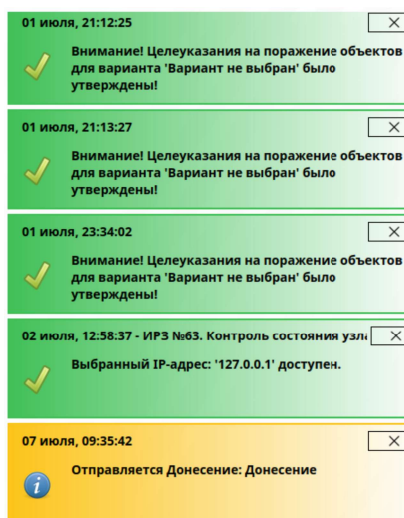 01 июля, 21:12:25
Внимание! Целеуказания на поражение объектов
для варианта 'Вариант не выбран' было
утверждены!
01 июля, 21:13:27
Внимание! Целеуказания на поражение объектов
для варианта 'Вариант не выбран' было
утверждены!
01 июля, 23:34:02
Внимание! Целеуказания на поражение объектов
для варианта 'Вариант не выбран' было
утверждены!
02 июля, 12:58:37 - ИРЗ №63. Контроль состояния узла
Выбранный IP-адрес: '127.0.0.1' доступен.
07 июля, 09:35:42
Отправляется Донесение: Донесение